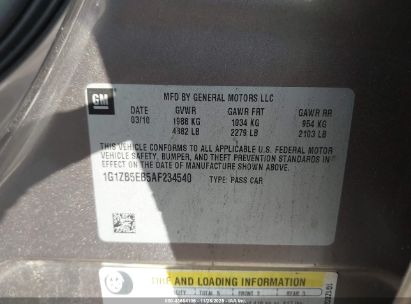 GM
MFD BY GENERAL MOTORS LLC
DATE GVWR GAWR FRT GAWR RR
03/10 1988 KG 1034 KG 954 KG
4382 LB 2279 LB 2103 LB
THIS VEHICLE CONFORMS TO ALL APPLICABLE U.S. FEDERAL MOTOR
VEHICLE SAFETY, BUMPER, AND THEFT PREVENTION STANDARDS IN
EFFECT ON THE DATE OF MANUFACTURE SHOWN ABOVE.
1G1ZB5EB5AF234540 TYPE: PASS CAR
TIRE AND LOADING INFORMATION